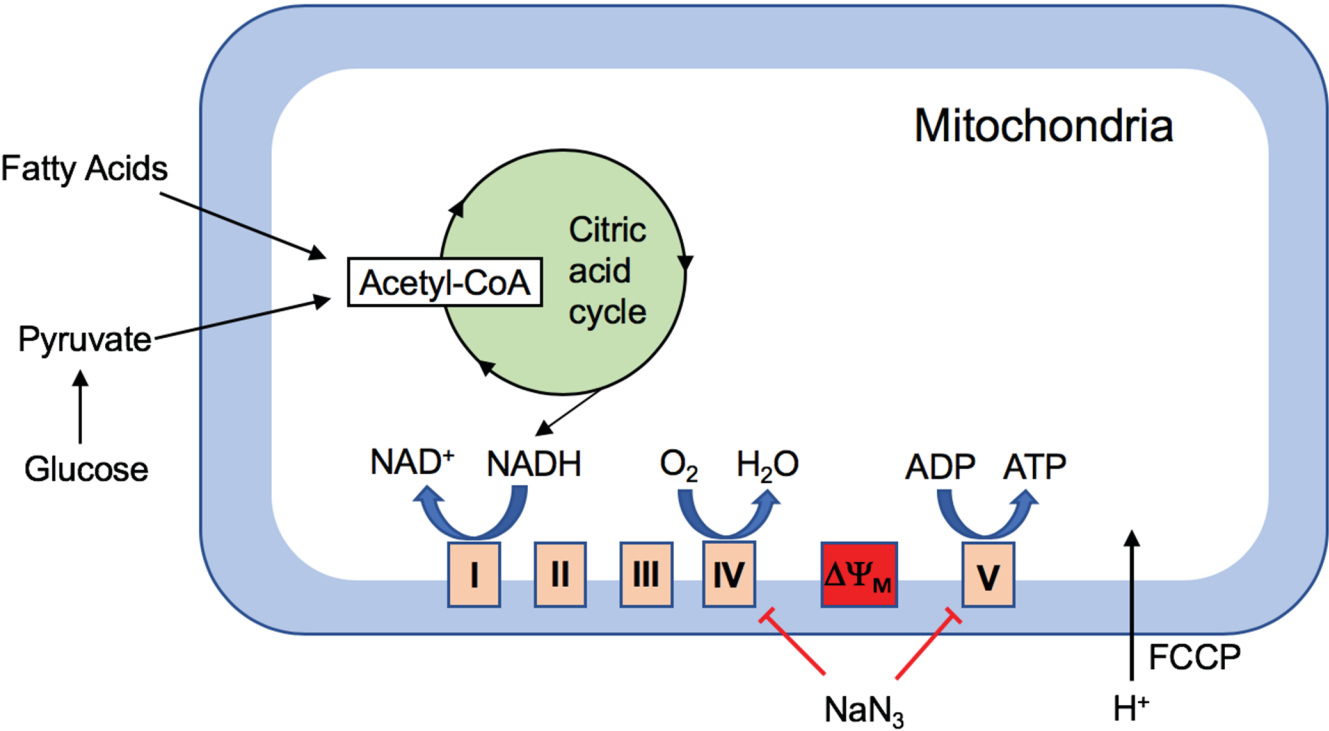 Mitochondria
Fatty Acids
Citric
acid
cycle
Acetyl-CoA
Pyruvate
Glucose
NAD⁺ NADH O₂ H₂O ADP ATP
I II III IV ΔΨ_M V
FCCP
NaN₃ H⁺